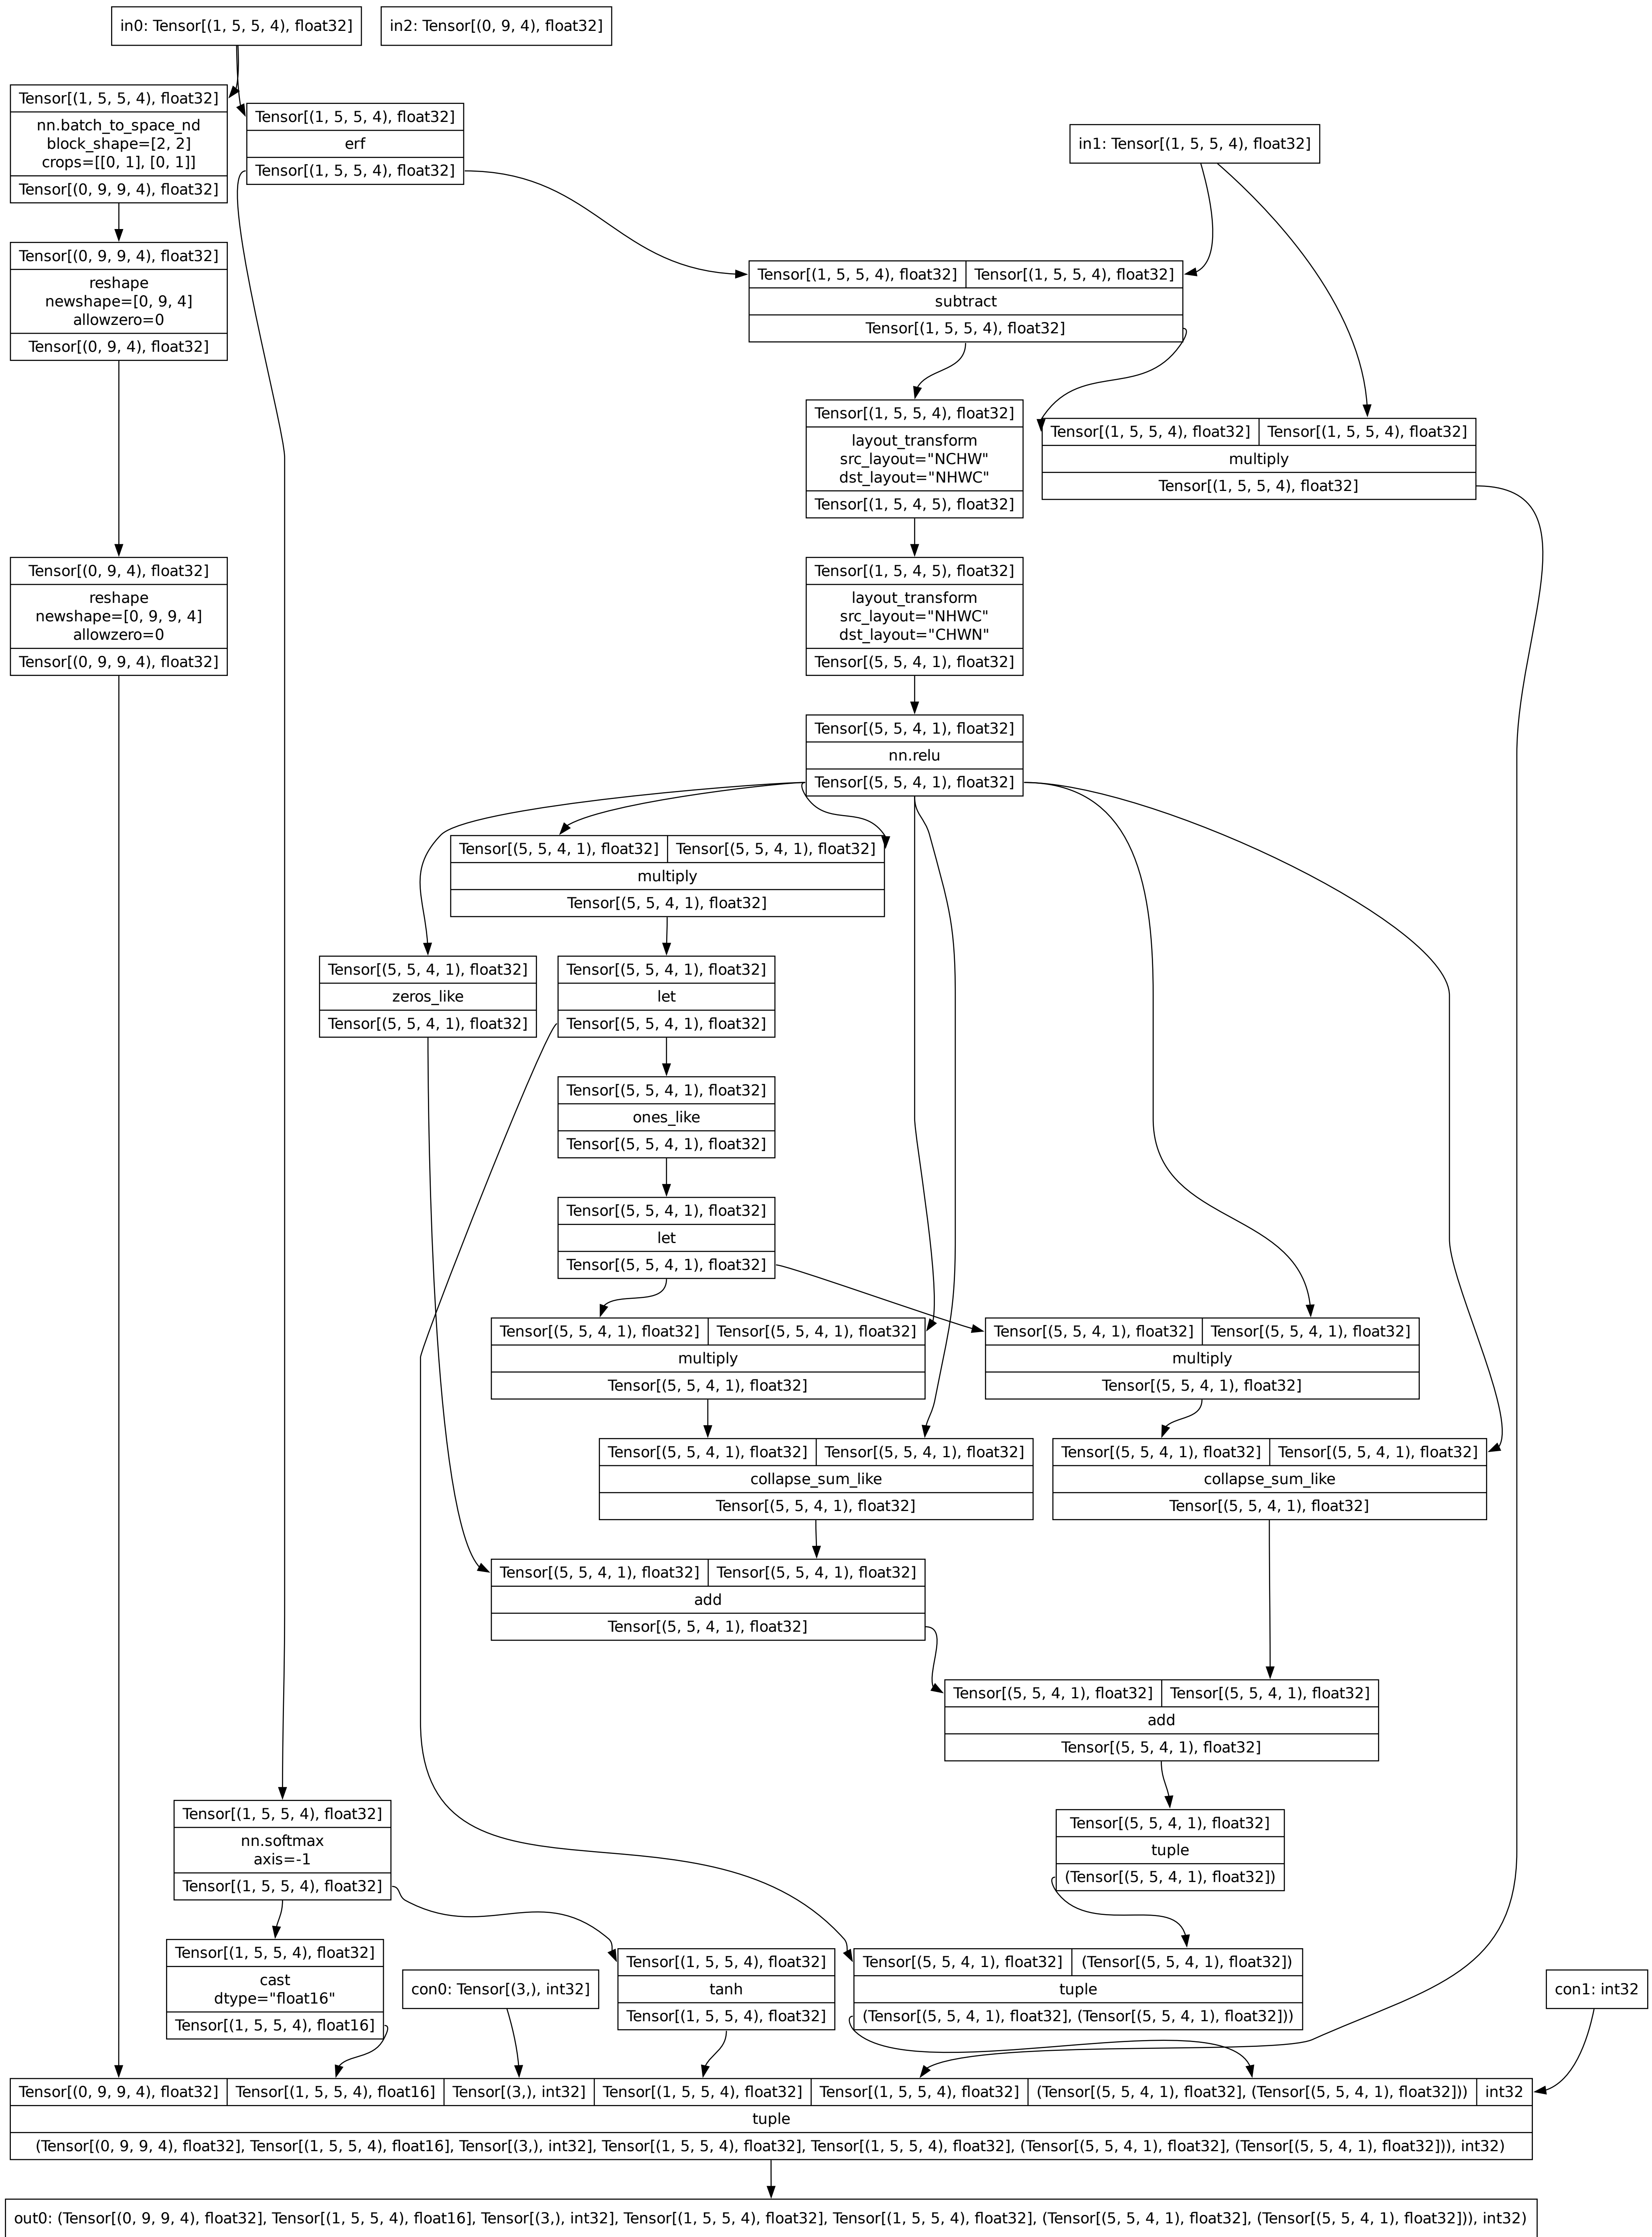 in0: Tensor[(1, 5, 5, 4), float32]
in2: Tensor[(0, 9, 4), float32]
Tensor[(1, 5, 5, 4), float32]
nn.batch_to_space_nd
block_shape=[2, 2]
crops=[[0, 1], [0, 1]]
Tensor[(0, 9, 9, 4), float32]
Tensor[(1, 5, 5, 4), float32]
erf
Tensor[(1, 5, 5, 4), float32]
in1: Tensor[(1, 5, 5, 4), float32]
Tensor[(0, 9, 9, 4), float32]
reshape
newshape=[0, 9, 4]
allowzero=0
Tensor[(0, 9, 4), float32]
Tensor[(1, 5, 5, 4), float32] Tensor[(1, 5, 5, 4), float32]
subtract
Tensor[(1, 5, 5, 4), float32]
Tensor[(1, 5, 5, 4), float32]
layout_transform
src_layout="NCHW"
dst_layout="NHWC"
Tensor[(1, 5, 4, 5), float32]
Tensor[(1, 5, 5, 4), float32] Tensor[(1, 5, 5, 4), float32]
multiply
Tensor[(1, 5, 5, 4), float32]
Tensor[(0, 9, 4), float32]
reshape
newshape=[0, 9, 9, 4]
allowzero=0
Tensor[(0, 9, 9, 4), float32]
Tensor[(1, 5, 4, 5), float32]
layout_transform
src_layout="NHWC"
dst_layout="CHWN"
Tensor[(5, 5, 4, 1), float32]
Tensor[(5, 5, 4, 1), float32]
nn.relu
Tensor[(5, 5, 4, 1), float32]
Tensor[(5, 5, 4, 1), float32] Tensor[(5, 5, 4, 1), float32]
multiply
Tensor[(5, 5, 4, 1), float32]
Tensor[(5, 5, 4, 1), float32]
zeros_like
Tensor[(5, 5, 4, 1), float32]
Tensor[(5, 5, 4, 1), float32]
let
Tensor[(5, 5, 4, 1), float32]
Tensor[(5, 5, 4, 1), float32]
ones_like
Tensor[(5, 5, 4, 1), float32]
Tensor[(5, 5, 4, 1), float32]
let
Tensor[(5, 5, 4, 1), float32]
Tensor[(5, 5, 4, 1), float32] Tensor[(5, 5, 4, 1), float32]
multiply
Tensor[(5, 5, 4, 1), float32]
Tensor[(5, 5, 4, 1), float32] Tensor[(5, 5, 4, 1), float32]
multiply
Tensor[(5, 5, 4, 1), float32]
Tensor[(5, 5, 4, 1), float32] Tensor[(5, 5, 4, 1), float32]
collapse_sum_like
Tensor[(5, 5, 4, 1), float32]
Tensor[(5, 5, 4, 1), float32] Tensor[(5, 5, 4, 1), float32]
collapse_sum_like
Tensor[(5, 5, 4, 1), float32]
Tensor[(5, 5, 4, 1), float32] Tensor[(5, 5, 4, 1), float32]
add
Tensor[(5, 5, 4, 1), float32]
Tensor[(5, 5, 4, 1), float32] Tensor[(5, 5, 4, 1), float32]
add
Tensor[(5, 5, 4, 1), float32]
Tensor[(1, 5, 5, 4), float32]
nn.softmax
axis=-1
Tensor[(1, 5, 5, 4), float32]
Tensor[(5, 5, 4, 1), float32]
tuple
(Tensor[(5, 5, 4, 1), float32])
Tensor[(1, 5, 5, 4), float32]
cast
dtype="float16"
Tensor[(1, 5, 5, 4), float16]
con0: Tensor[(3,), int32]
Tensor[(1, 5, 5, 4), float32]
tanh
Tensor[(1, 5, 5, 4), float32]
Tensor[(5, 5, 4, 1), float32] (Tensor[(5, 5, 4, 1), float32])
tuple
(Tensor[(5, 5, 4, 1), float32], (Tensor[(5, 5, 4, 1), float32]))
con1: int32
Tensor[(0, 9, 9, 4), float32] Tensor[(1, 5, 5, 4), float16] Tensor[(3,), int32] Tensor[(1, 5, 5, 4), float32] Tensor[(1, 5, 5, 4), float32] (Tensor[(5, 5, 4, 1), float32], (Tensor[(5, 5, 4, 1), float32])) int32
tuple
(Tensor[(0, 9, 9, 4), float32], Tensor[(1, 5, 5, 4), float16], Tensor[(3,), int32], Tensor[(1, 5, 5, 4), float32], Tensor[(1, 5, 5, 4), float32], (Tensor[(5, 5, 4, 1), float32], (Tensor[(5, 5, 4, 1), float32])), int32)
out0: (Tensor[(0, 9, 9, 4), float32], Tensor[(1, 5, 5, 4), float16], Tensor[(3,), int32], Tensor[(1, 5, 5, 4), float32], Tensor[(1, 5, 5, 4), float32], (Tensor[(5, 5, 4, 1), float32], (Tensor[(5, 5, 4, 1), float32])), int32)